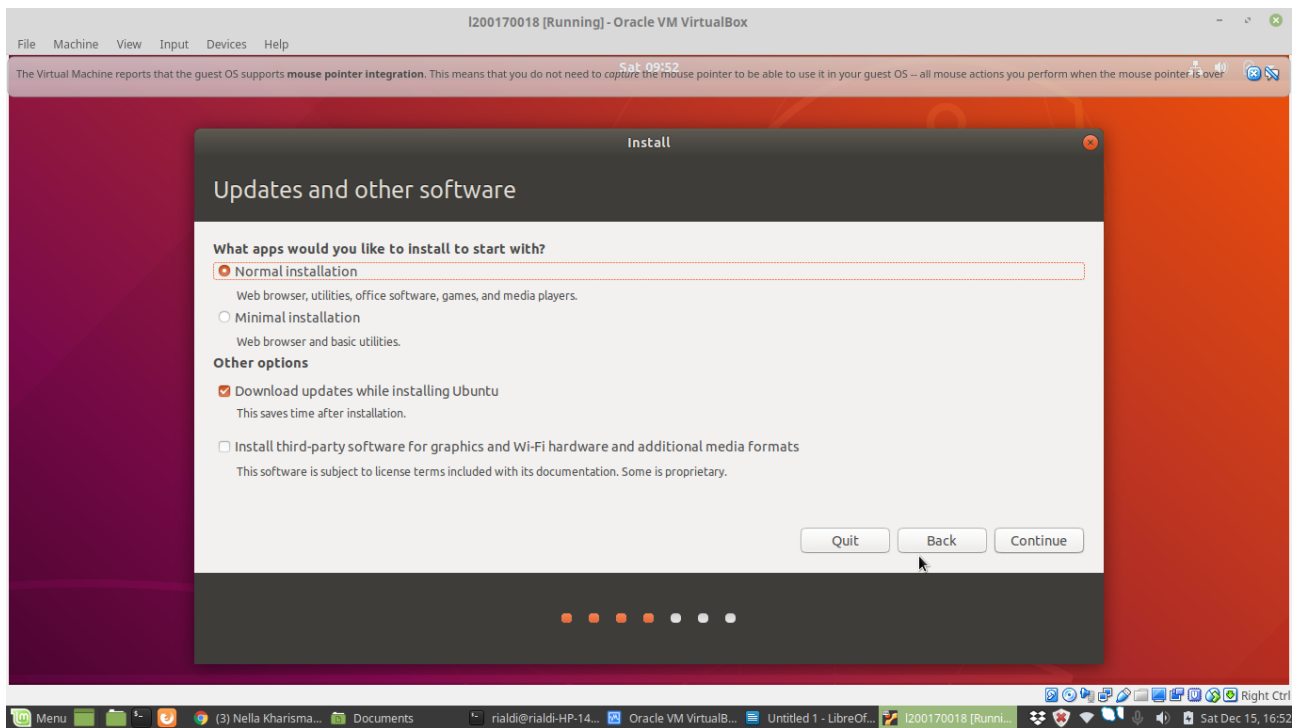 l200170018 [Running] - Oracle VM VirtualBox
File Machine View Input Devices Help
Sat 09:52
The Virtual Machine reports that the guest OS supports mouse pointer integration. This means that you do not need to capture the mouse pointer to be able to use it in your guest OS – all mouse actions you perform when the mouse pointer is over
Install
Updates and other software
What apps would you like to install to start with?
Normal installation
Web browser, utilities, office software, games, and media players.
Minimal installation
Web browser and basic utilities.
Other options
Download updates while installing Ubuntu
This saves time after installation.
Install third-party software for graphics and Wi-Fi hardware and additional media formats
This software is subject to license terms included with its documentation. Some is proprietary.
Quit Back Continue
Right Ctrl
Menu (3) Nella Kharisma... Documents rialdi@rialdi-HP-14... Oracle VM VirtualB... Untitled 1 - LibreOf... l200170018 [Runni... Sat Dec 15, 16:52